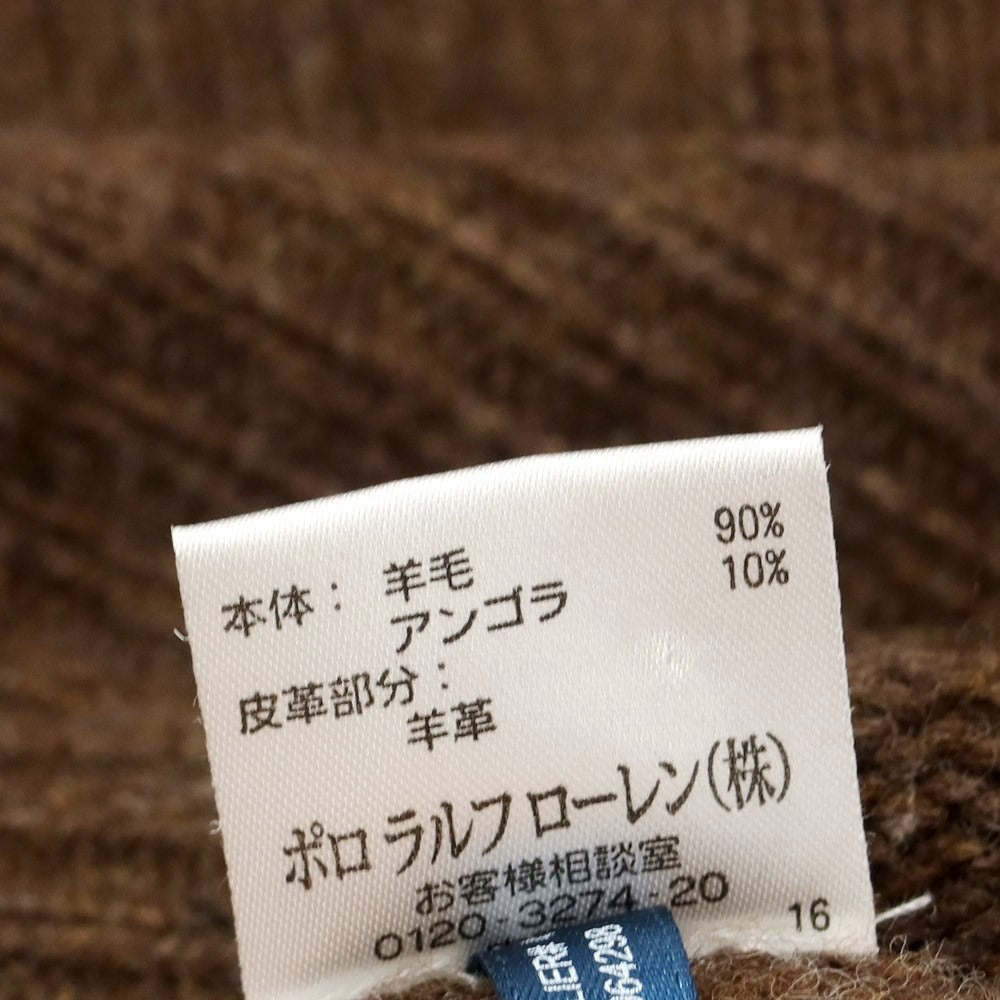 本体： 羊毛 90%
アンゴラ 10%
皮革部分：
羊革
ポロ ラルフ ローレン(株)
お客様相談室
0120-3274-20
16